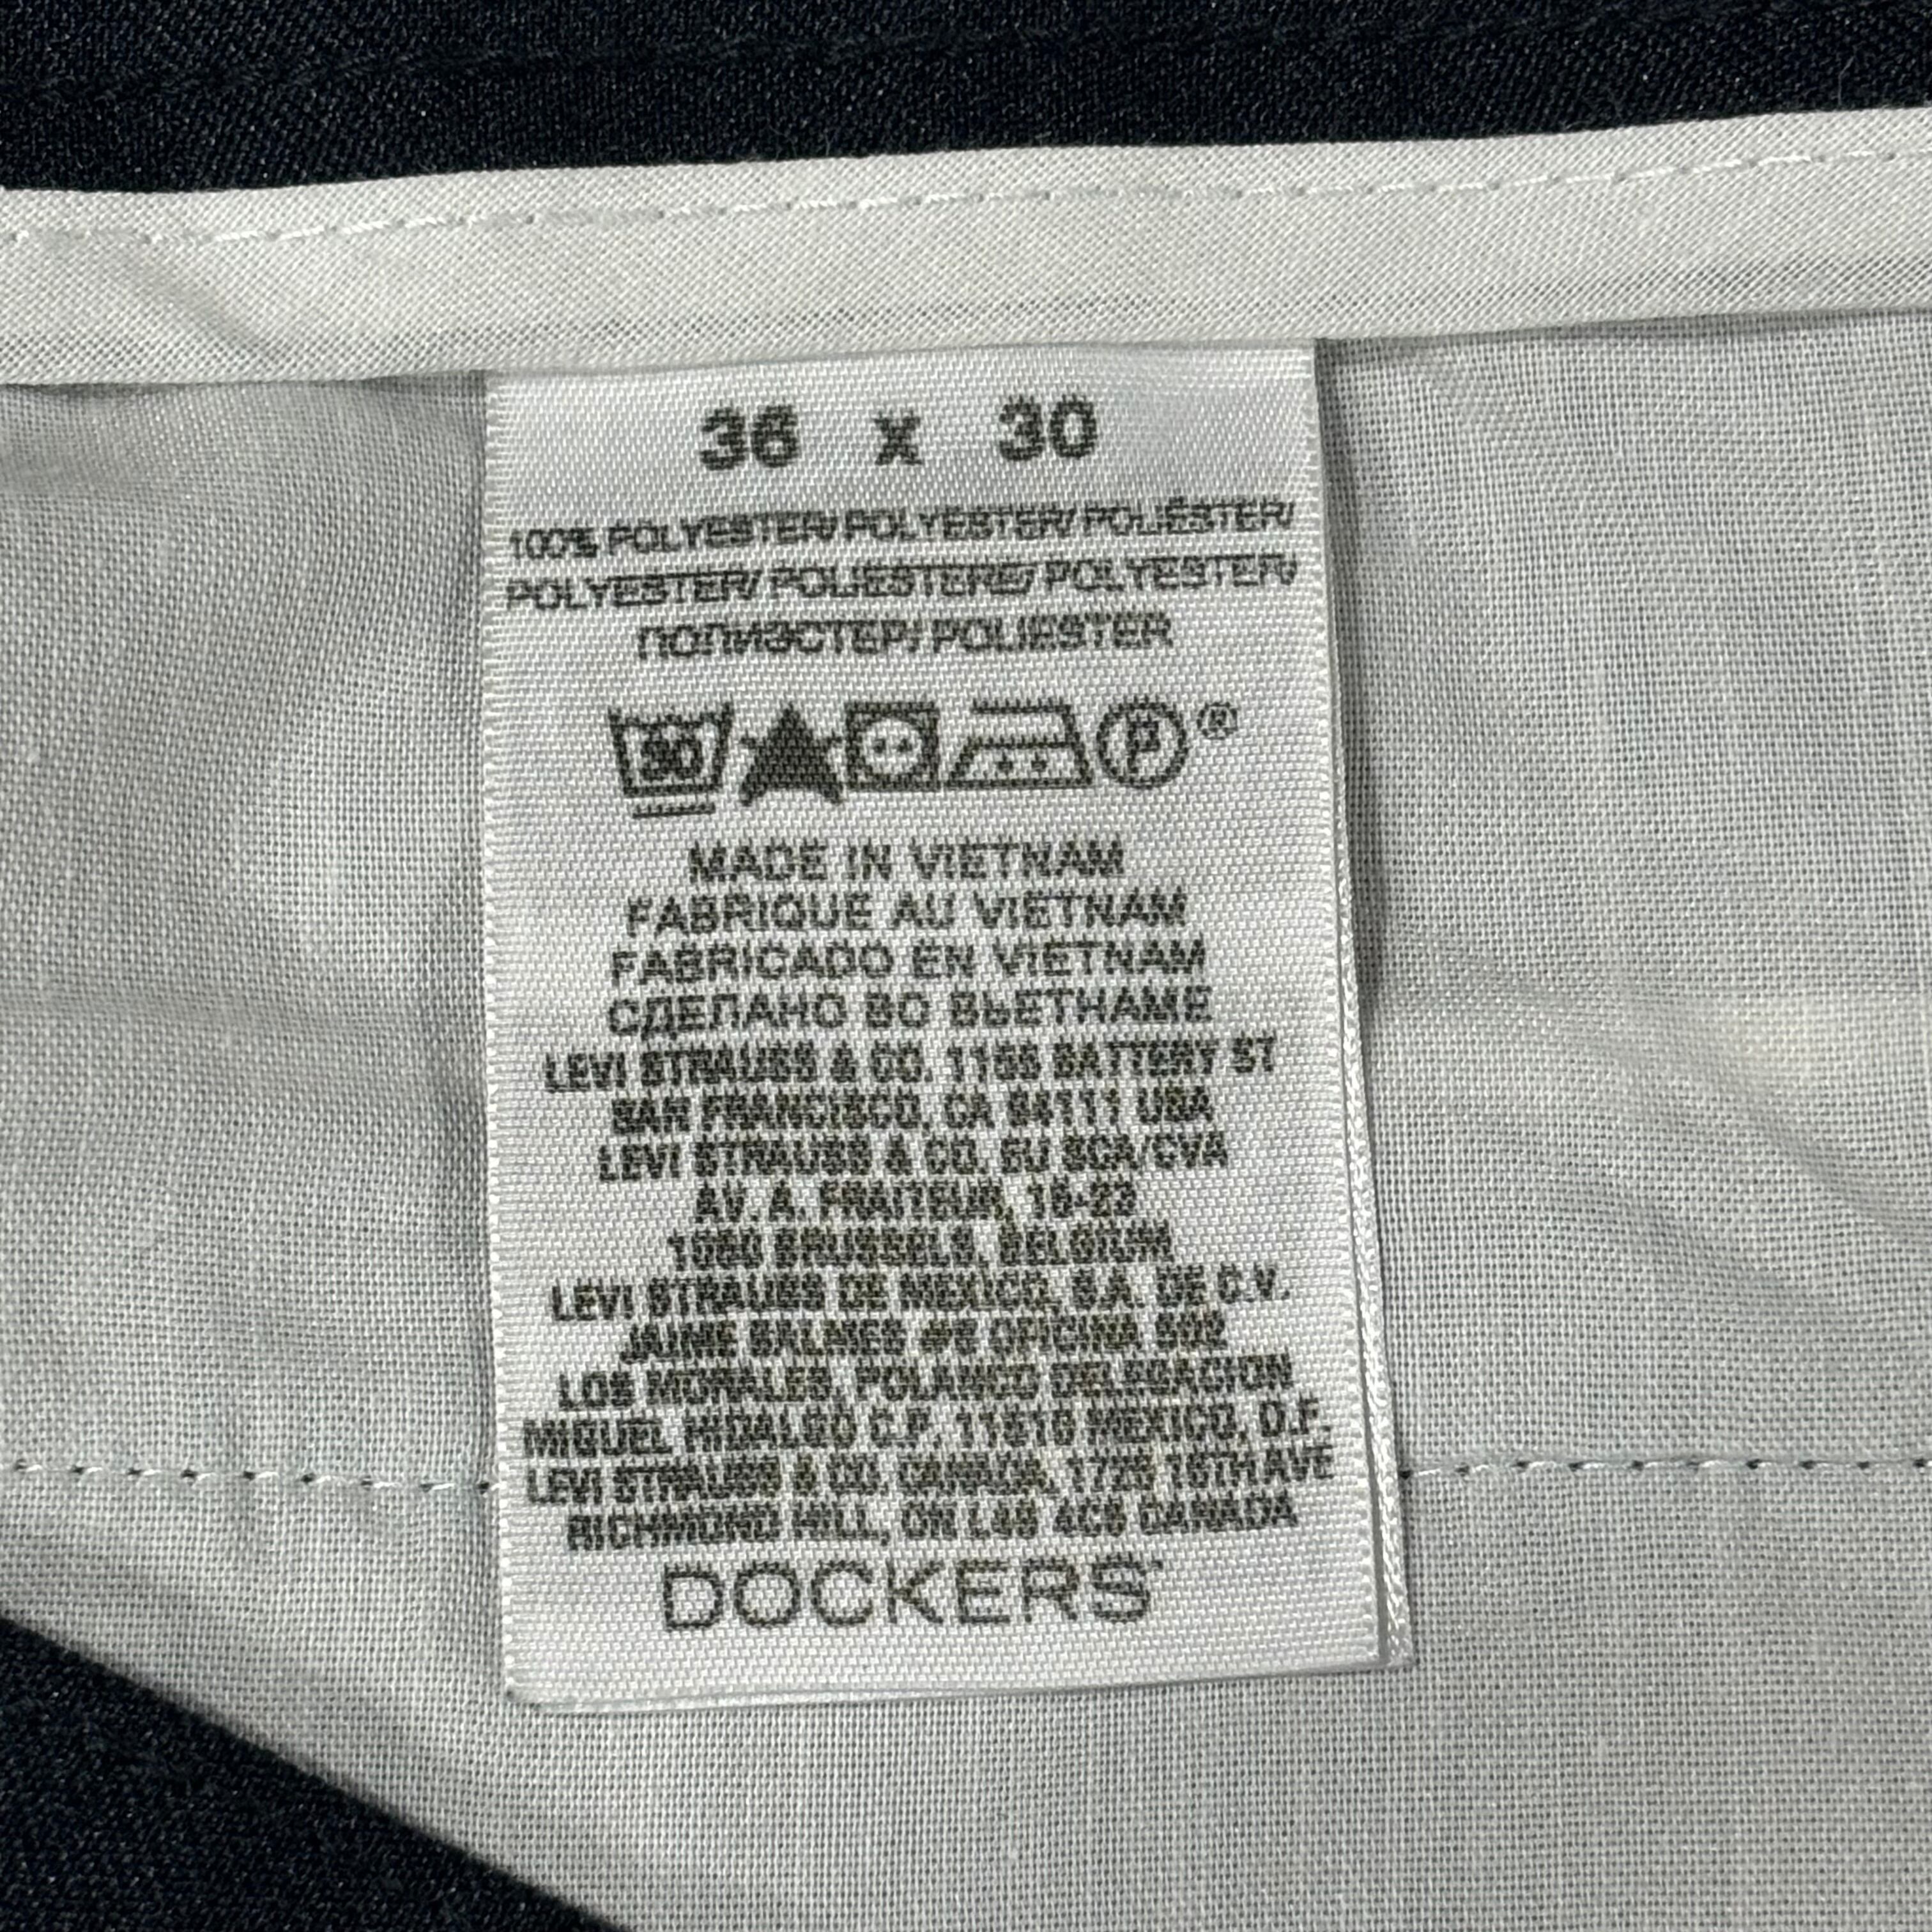 36 x 30
100% POLYESTER/ POLYESTER/ POLIÉSTER/
POLYESTER/ POLIESTERE/ POLYESTER/
ПОЛИЭСТЕР/ POLIESTER
30 P ®
MADE IN VIETNAM
FABRIQUE AU VIETNAM
FABRICADO EN VIETNAM
СДЕЛАНО ВО ВЬЕТНАМЕ
LEVI STRAUSS & CO. 1155 BATTERY ST
SAN FRANCISCO, CA 94111 USA
LEVI STRAUSS & CO. EU SCA/CVA
AV. A. FRAITEUR, 15-23
1050 BRUSSELS, BELGIUM
LEVI STRAUSS DE MEXICO, S.A. DE C.V.
JAIME BALMES #8 OFICINA 502
LOS MORALES, POLANCO DELEGACION
MIGUEL HIDALGO C.P. 11510 MEXICO, D.F.
LEVI STRAUSS & CO. CANADA, 1725 16TH AVE
RICHMOND HILL, ON L4B 4C6 CANADA
DOCKERS